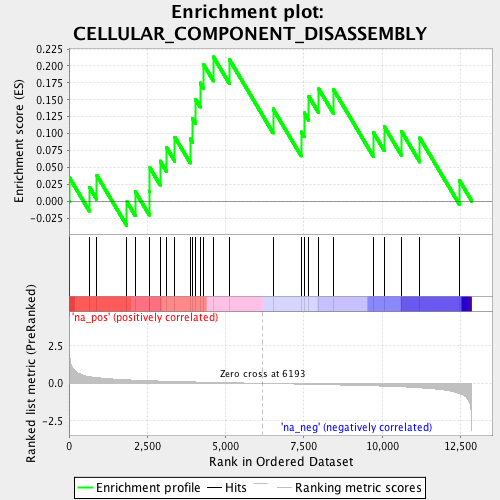 Enrichment plot:
CELLULAR_COMPONENT_DISASSEMBLY
Enrichment score (ES)
0.225
0.200
0.175
0.150
0.125
0.100
0.075
0.050
0.025
0.000
-0.025
'na_pos' (positively correlated)
Ranked list metric (PreRanked)
2.5
0.0
-2.5
Zero cross at 6193
'na_neg' (negatively correlated)
0
2,500
5,000
7,500
10,000
12,500
Rank in Ordered Dataset
Enrichment profile
Hits
Ranking metric scores